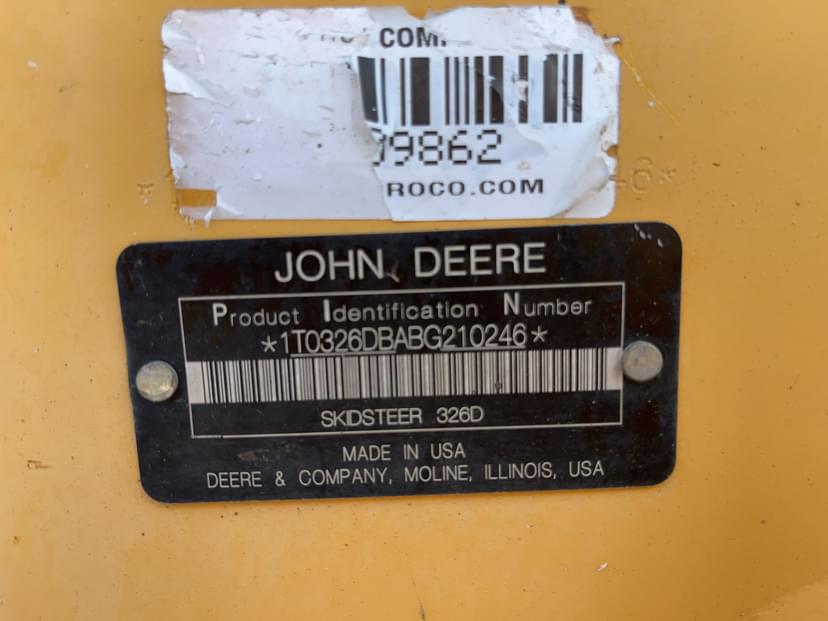 COM.
9862
ROCO.COM
JOHN DEERE
Product Identification Number
*1T0326DBABG210246*
SKIDSTEER 326D
MADE IN USA
DEERE & COMPANY, MOLINE, ILLINOIS, USA